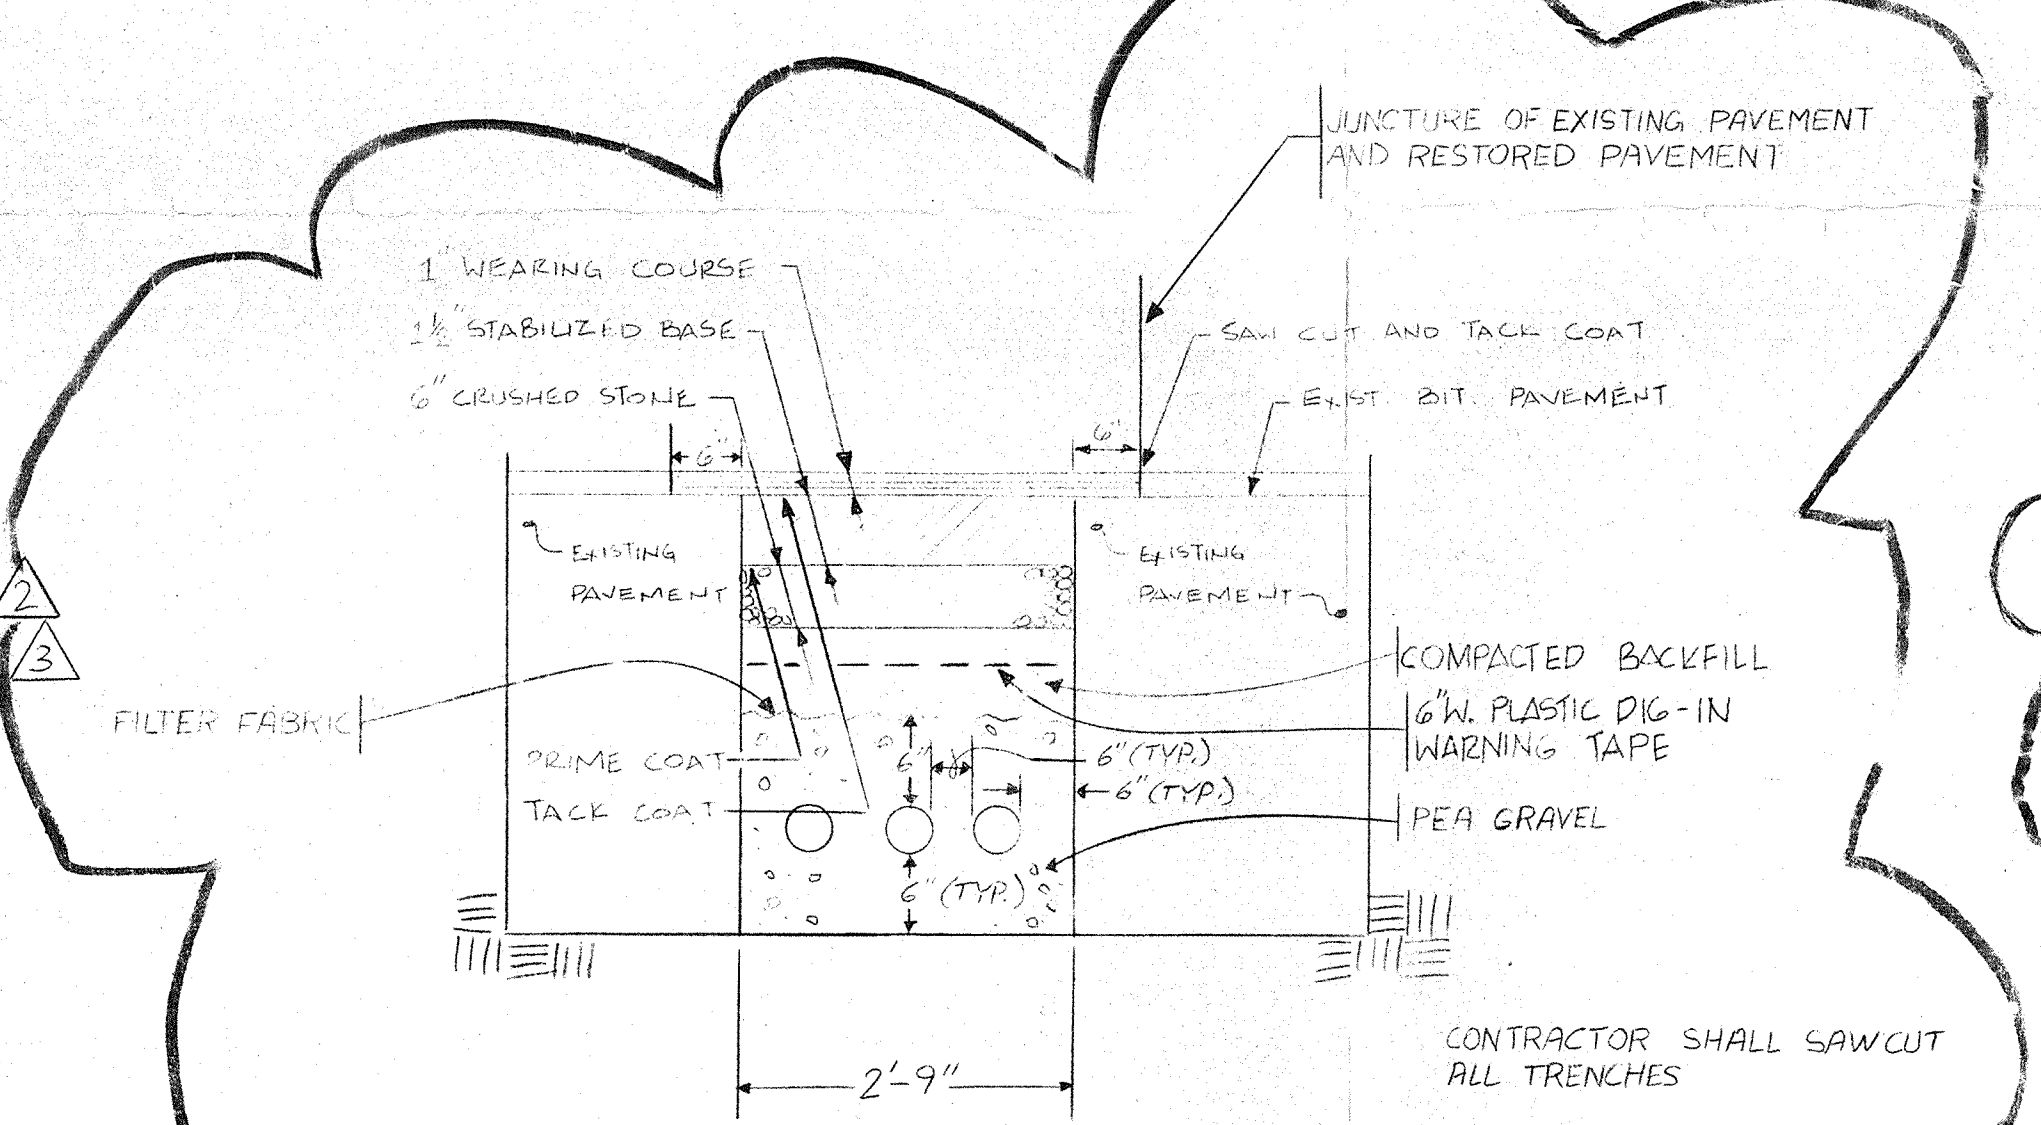 JUNCTURE OF EXISTING PAVEMENT
AND RESTORED PAVEMENT
1" WEARING COURSE
1½" STABILIZED BASE
SAW CUT AND TACK COAT
6" CRUSHED STONE
EXIST. BIT. PAVEMENT
6"
6"
EXISTING
PAVEMENT
EXISTING
PAVEMENT
2
3
COMPACTED BACKFILL
6"W. PLASTIC DIG-IN
WARNING TAPE
FILTER FABRIC
PRIME COAT
6"
6"(TYP.)
6"(TYP.)
TACK COAT
PEA GRAVEL
6"(TYP.)
2'-9"
CONTRACTOR SHALL SAWCUT
ALL TRENCHES